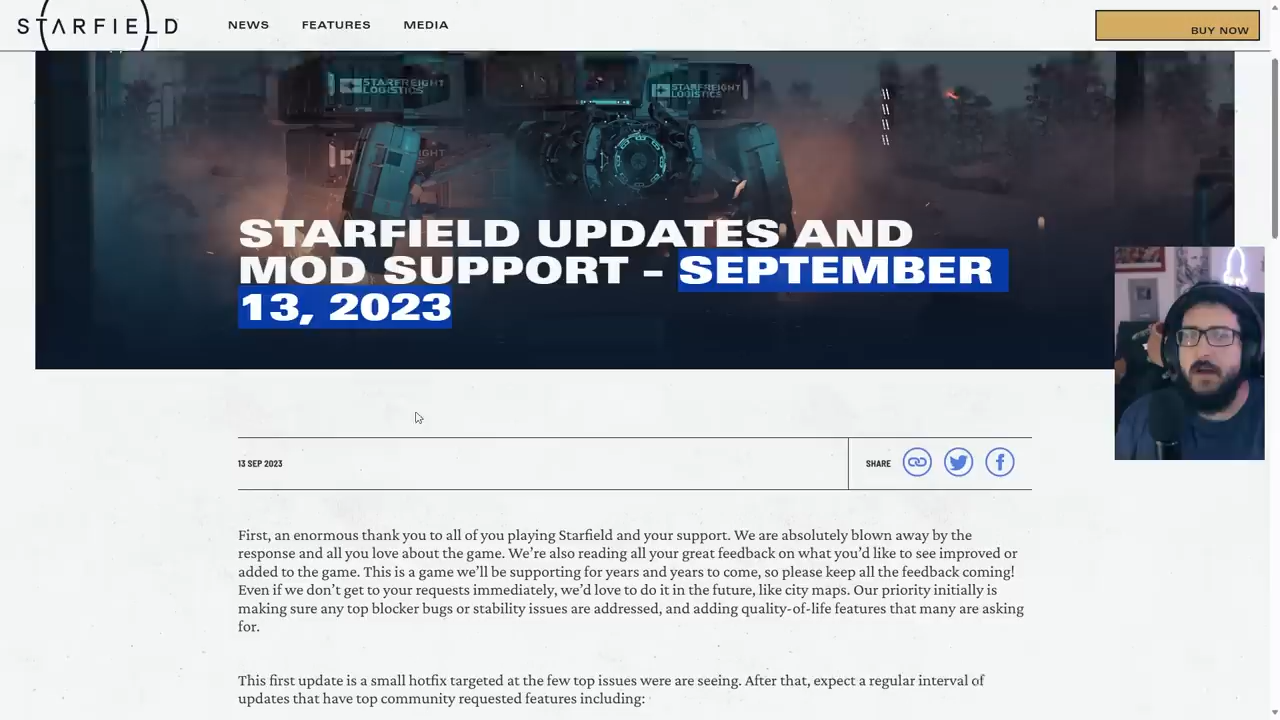 STARFIELD
NEWS
FEATURES
MEDIA
BUY NOW
STARFREIGHT
LOGISTICS
STARFREIGHT
LOGISTICS
STARFIELD UPDATES AND
MOD SUPPORT – SEPTEMBER
13, 2023
13 SEP 2023
SHARE
First, an enormous thank you to all of you playing Starfield and your support. We are absolutely blown away by the
response and all you love about the game. We're also reading all your great feedback on what you'd like to see improved or
added to the game. This is a game we'll be supporting for years and years to come, so please keep all the feedback coming!
Even if we don't get to your requests immediately, we'd love to do it in the future, like city maps. Our priority initially is
making sure any top blocker bugs or stability issues are addressed, and adding quality-of-life features that many are asking
for.
This first update is a small hotfix targeted at the few top issues were are seeing. After that, expect a regular interval of
updates that have top community requested features including: